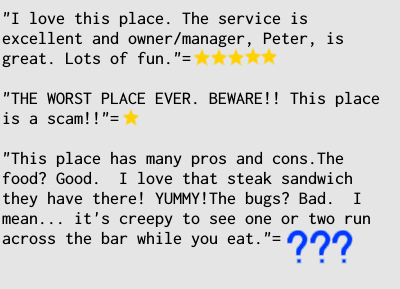 "I love this place. The service is
excellent and owner/manager, Peter, is
great. Lots of fun."=
"THE WORST PLACE EVER. BEWARE!! This place
is a scam!!"=
"This place has many pros and cons.The
food? Good.  I love that steak sandwich
they have there! YUMMY!The bugs? Bad.  I
mean... it's creepy to see one or two run
across the bar while you eat."= ???